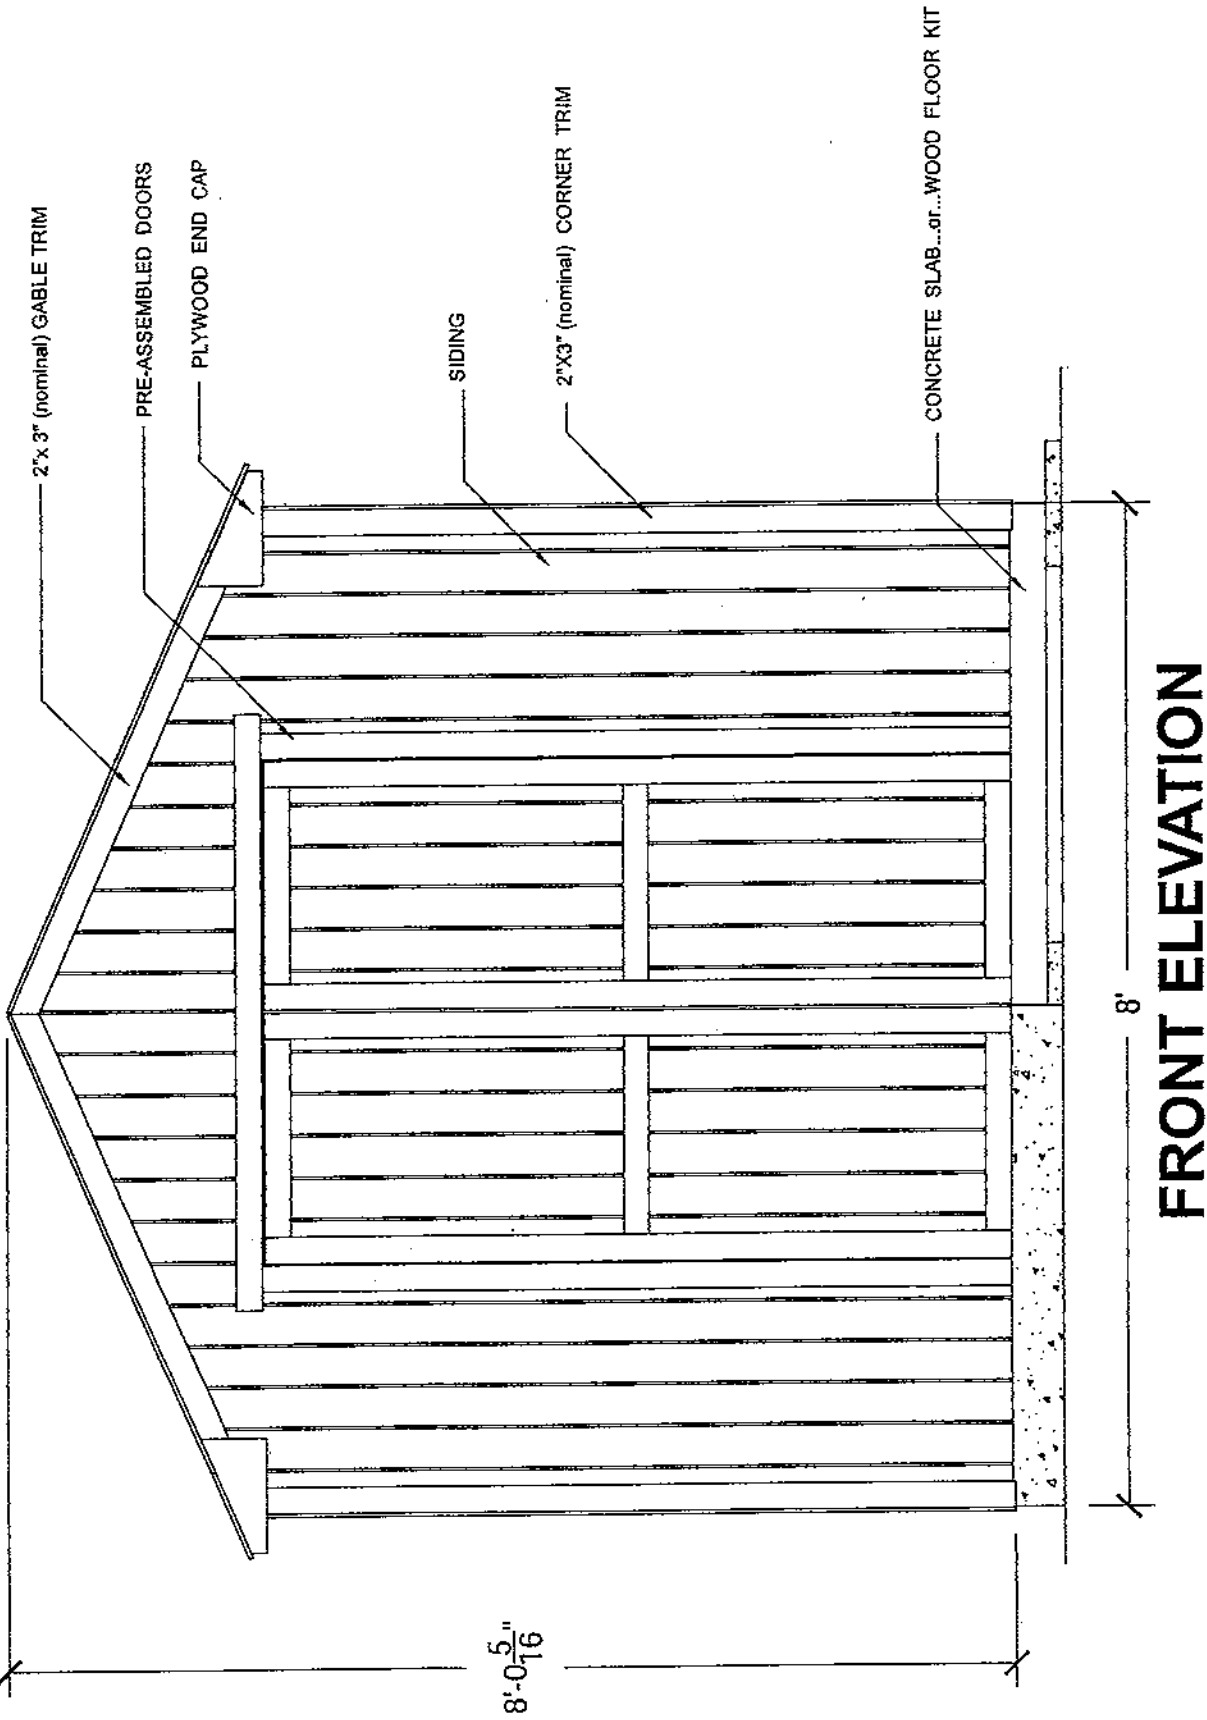 2"x 3" (nominal) GABLE TRIM
PRE-ASSEMBLED DOORS
PLYWOOD END CAP
SIDING
2"X3" (nominal) CORNER TRIM
CONCRETE SLAB...or...WOOD FLOOR KIT
8'-0 5/16"
8'
FRONT ELEVATION